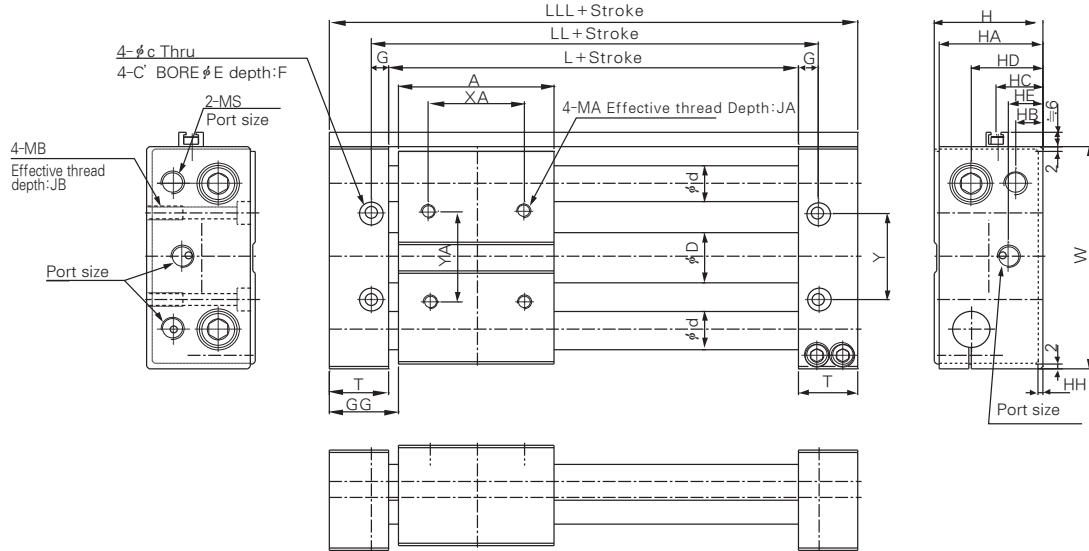 LLL+Stroke
LL+Stroke
G L+Stroke G
A
XA
4-ϕc Thru
4-C' BORE ϕE depth:F
4-MA Effective thread Depth:JA
2-MS
Port size
4-MB
Effective thread
depth:JB
Port size
YA
ϕd
ϕD
ϕd
Y
T
GG
T
H
HA
HD
HC
HE
HB
≒6
2
W
2
HH
Port size